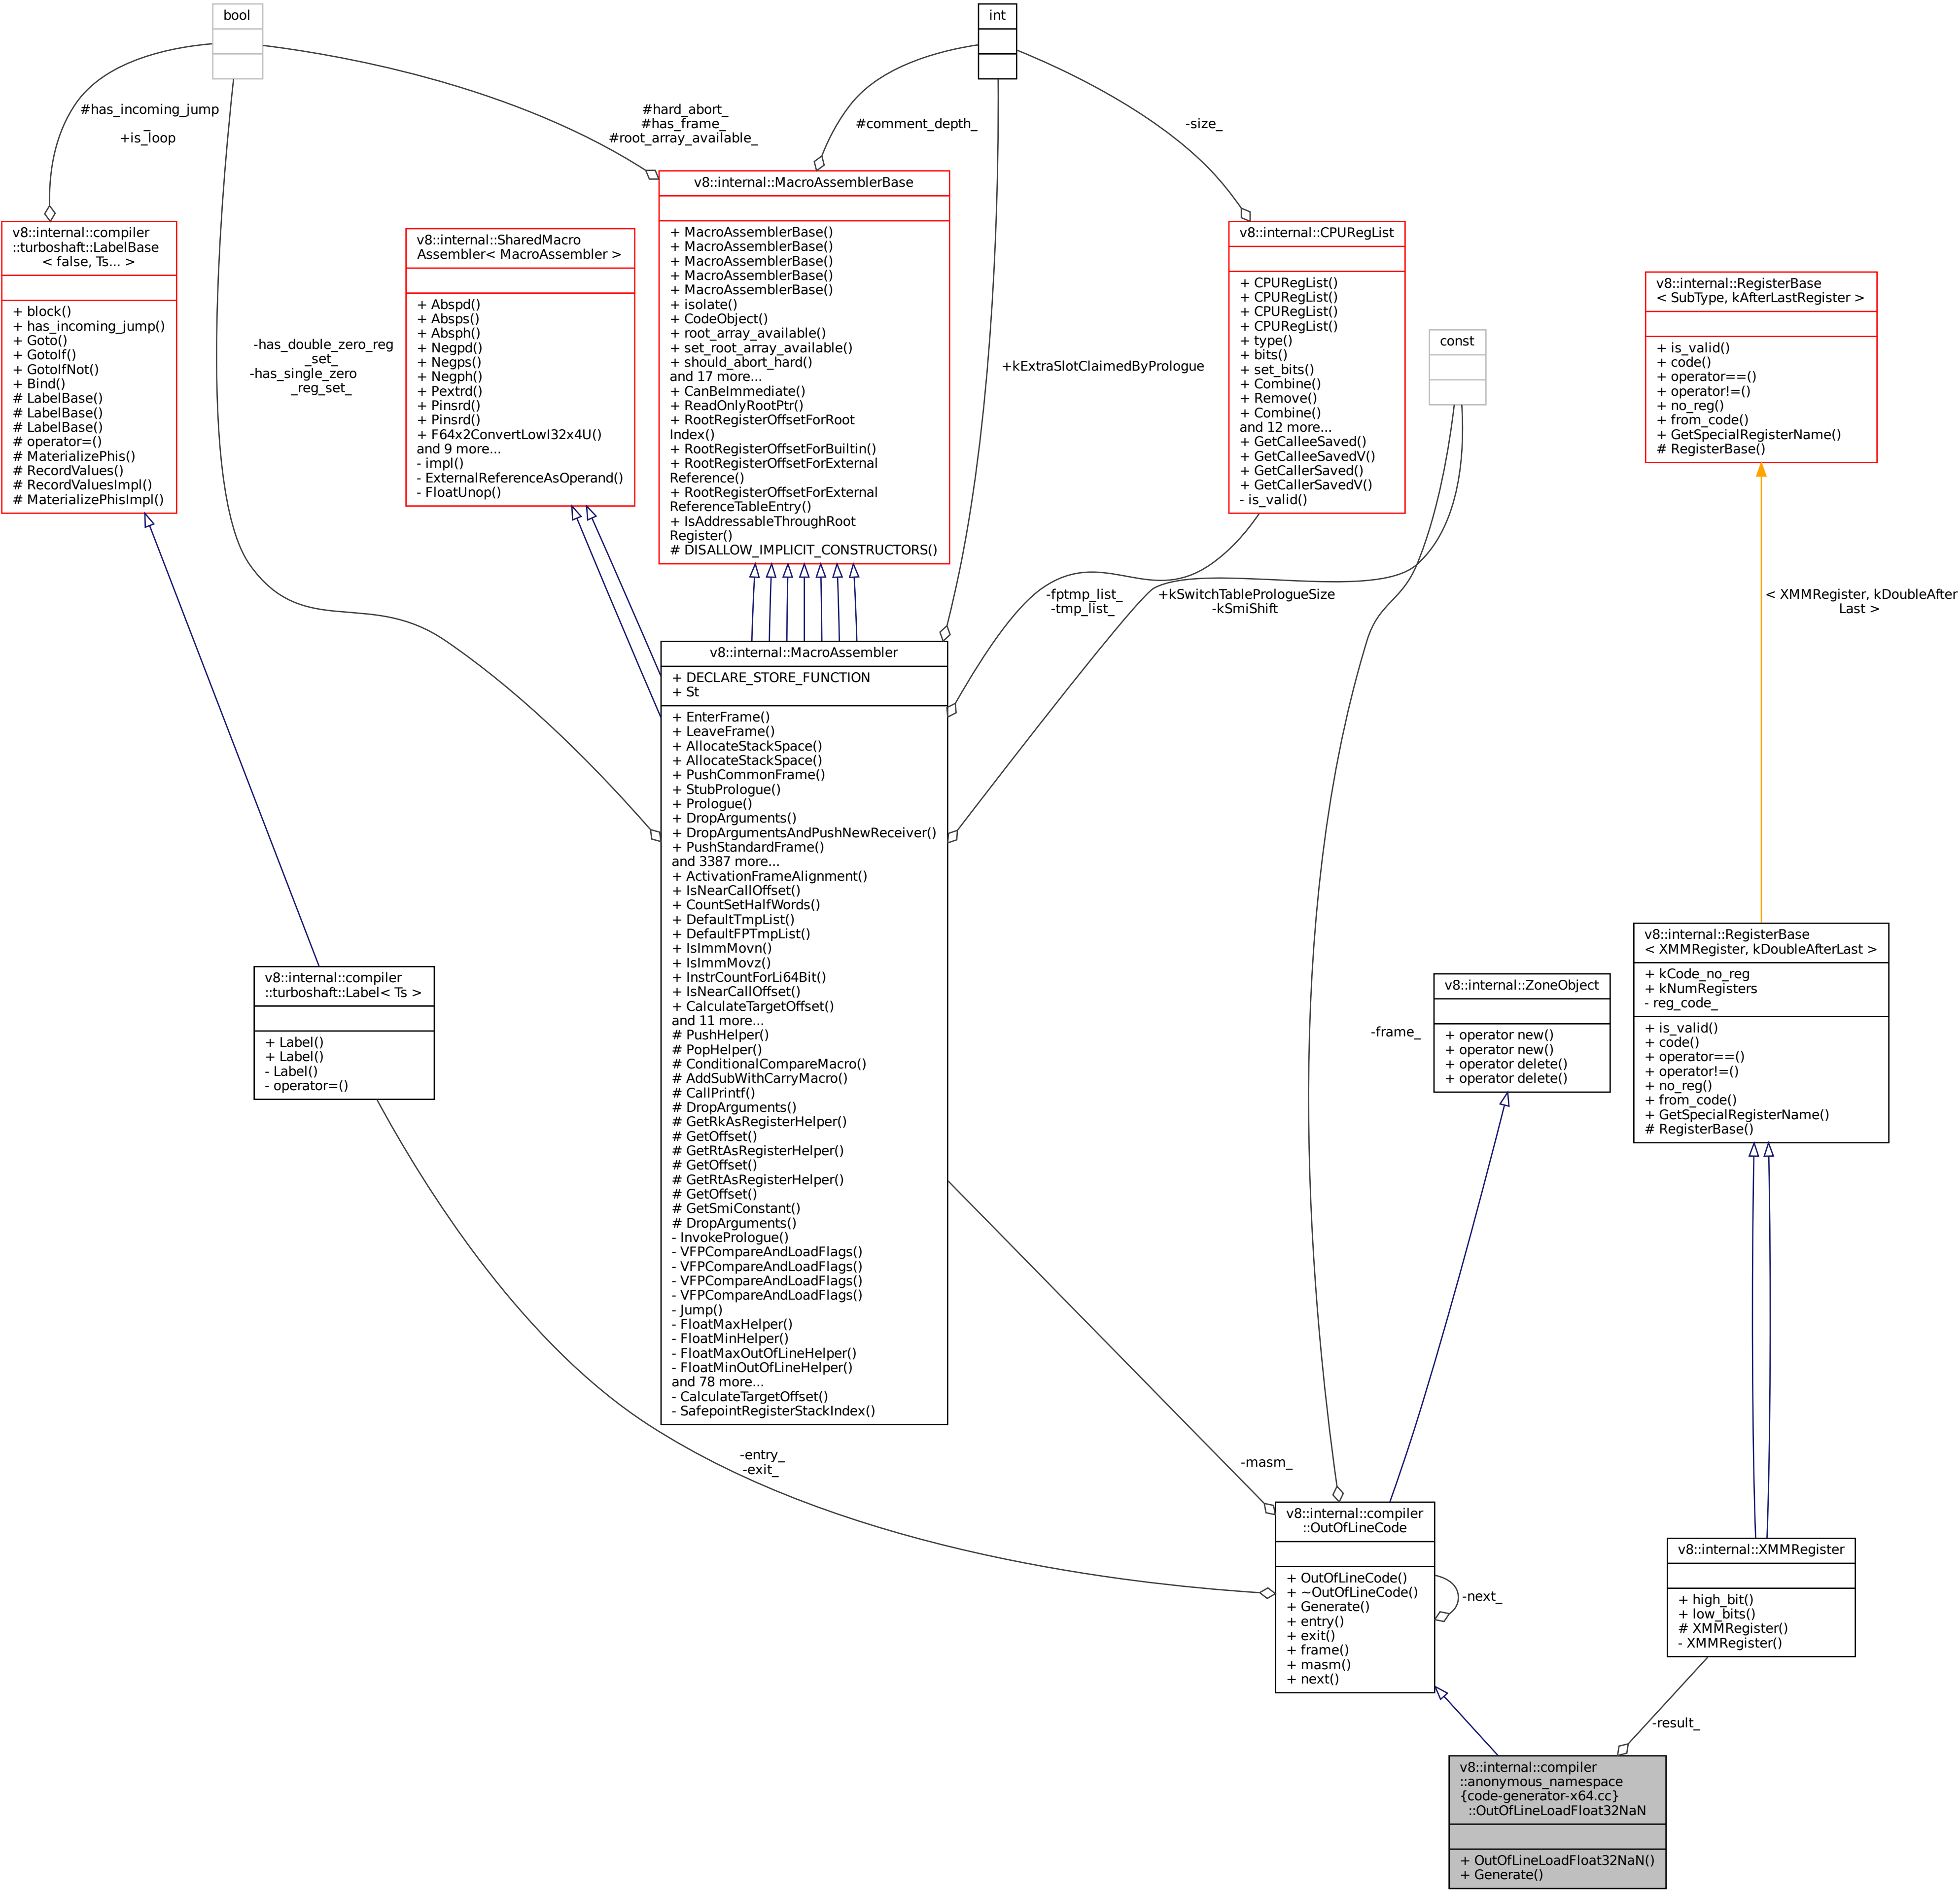 bool
int
#has_incoming_jump
_
+is_loop
#hard_abort_
#has_frame_
#root_array_available_
#comment_depth_
-size_
v8::internal::compiler
::turboshaft::LabelBase
< false, Ts... >
+ block()
+ has_incoming_jump()
+ Goto()
+ GotoIf()
+ GotoIfNot()
+ Bind()
# LabelBase()
# LabelBase()
# LabelBase()
# operator=()
# MaterializePhis()
# RecordValues()
# RecordValuesImpl()
# MaterializePhisImpl()
-has_double_zero_reg
_set_
-has_single_zero
_reg_set_
v8::internal::SharedMacro
Assembler< MacroAssembler >
+ Abspd()
+ Absps()
+ Absph()
+ Negpd()
+ Negps()
+ Negph()
+ Pextrd()
+ Pinsrd()
+ Pinsrd()
+ F64x2ConvertLowI32x4U()
and 9 more...
- impl()
- ExternalReferenceAsOperand()
- FloatUnop()
v8::internal::MacroAssemblerBase
+ MacroAssemblerBase()
+ MacroAssemblerBase()
+ MacroAssemblerBase()
+ MacroAssemblerBase()
+ MacroAssemblerBase()
+ isolate()
+ CodeObject()
+ root_array_available()
+ set_root_array_available()
+ should_abort_hard()
and 17 more...
+ CanBeImmediate()
+ ReadOnlyRootPtr()
+ RootRegisterOffsetForRoot
Index()
+ RootRegisterOffsetForBuiltin()
+ RootRegisterOffsetForExternal
Reference()
+ RootRegisterOffsetForExternal
ReferenceTableEntry()
+ IsAddressableThroughRoot
Register()
# DISALLOW_IMPLICIT_CONSTRUCTORS()
+kExtraSlotClaimedByPrologue
v8::internal::CPURegList
+ CPURegList()
+ CPURegList()
+ CPURegList()
+ CPURegList()
+ type()
+ bits()
+ set_bits()
+ Combine()
+ Remove()
+ Combine()
and 12 more...
+ GetCalleeSaved()
+ GetCalleeSavedV()
+ GetCallerSaved()
+ GetCallerSavedV()
- is_valid()
const
v8::internal::RegisterBase
< SubType, kAfterLastRegister >
+ is_valid()
+ code()
+ operator==()
+ operator!=()
+ no_reg()
+ from_code()
+ GetSpecialRegisterName()
# RegisterBase()
-fptmp_list_
-tmp_list_
+kSwitchTablePrologueSize
-kSmiShift
< XMMRegister, kDoubleAfter
Last >
v8::internal::MacroAssembler
+ DECLARE_STORE_FUNCTION
+ St
+ EnterFrame()
+ LeaveFrame()
+ AllocateStackSpace()
+ AllocateStackSpace()
+ PushCommonFrame()
+ StubPrologue()
+ Prologue()
+ DropArguments()
+ DropArgumentsAndPushNewReceiver()
+ PushStandardFrame()
and 3387 more...
+ ActivationFrameAlignment()
+ IsNearCallOffset()
+ CountSetHalfWords()
+ DefaultTmpList()
+ DefaultFPTmpList()
+ IsImmMovn()
+ IsImmMovz()
+ InstrCountForLi64Bit()
+ IsNearCallOffset()
+ CalculateTargetOffset()
and 11 more...
# PushHelper()
# PopHelper()
# ConditionalCompareMacro()
# AddSubWithCarryMacro()
# CallPrintf()
# DropArguments()
# GetRkAsRegisterHelper()
# GetOffset()
# GetRtAsRegisterHelper()
# GetOffset()
# GetRtAsRegisterHelper()
# GetOffset()
# GetSmiConstant()
# DropArguments()
- InvokePrologue()
- VFPCompareAndLoadFlags()
- VFPCompareAndLoadFlags()
- VFPCompareAndLoadFlags()
- VFPCompareAndLoadFlags()
- Jump()
- FloatMaxHelper()
- FloatMinHelper()
- FloatMaxOutOfLineHelper()
- FloatMinOutOfLineHelper()
and 78 more...
- CalculateTargetOffset()
- SafepointRegisterStackIndex()
v8::internal::compiler
::turboshaft::Label< Ts >
+ Label()
+ Label()
- Label()
- operator=()
-frame_
v8::internal::ZoneObject
+ operator new()
+ operator new()
+ operator delete()
+ operator delete()
v8::internal::RegisterBase
< XMMRegister, kDoubleAfterLast >
+ kCode_no_reg
+ kNumRegisters
- reg_code_
+ is_valid()
+ code()
+ operator==()
+ operator!=()
+ no_reg()
+ from_code()
+ GetSpecialRegisterName()
# RegisterBase()
-entry_
-exit_
-masm_
v8::internal::compiler
::OutOfLineCode
+ OutOfLineCode()
+ ~OutOfLineCode()
+ Generate()
+ entry()
+ exit()
+ frame()
+ masm()
+ next()
-next_
v8::internal::XMMRegister
+ high_bit()
+ low_bits()
# XMMRegister()
- XMMRegister()
-result_
v8::internal::compiler
::anonymous_namespace
{code-generator-x64.cc}
::OutOfLineLoadFloat32NaN
+ OutOfLineLoadFloat32NaN()
+ Generate()